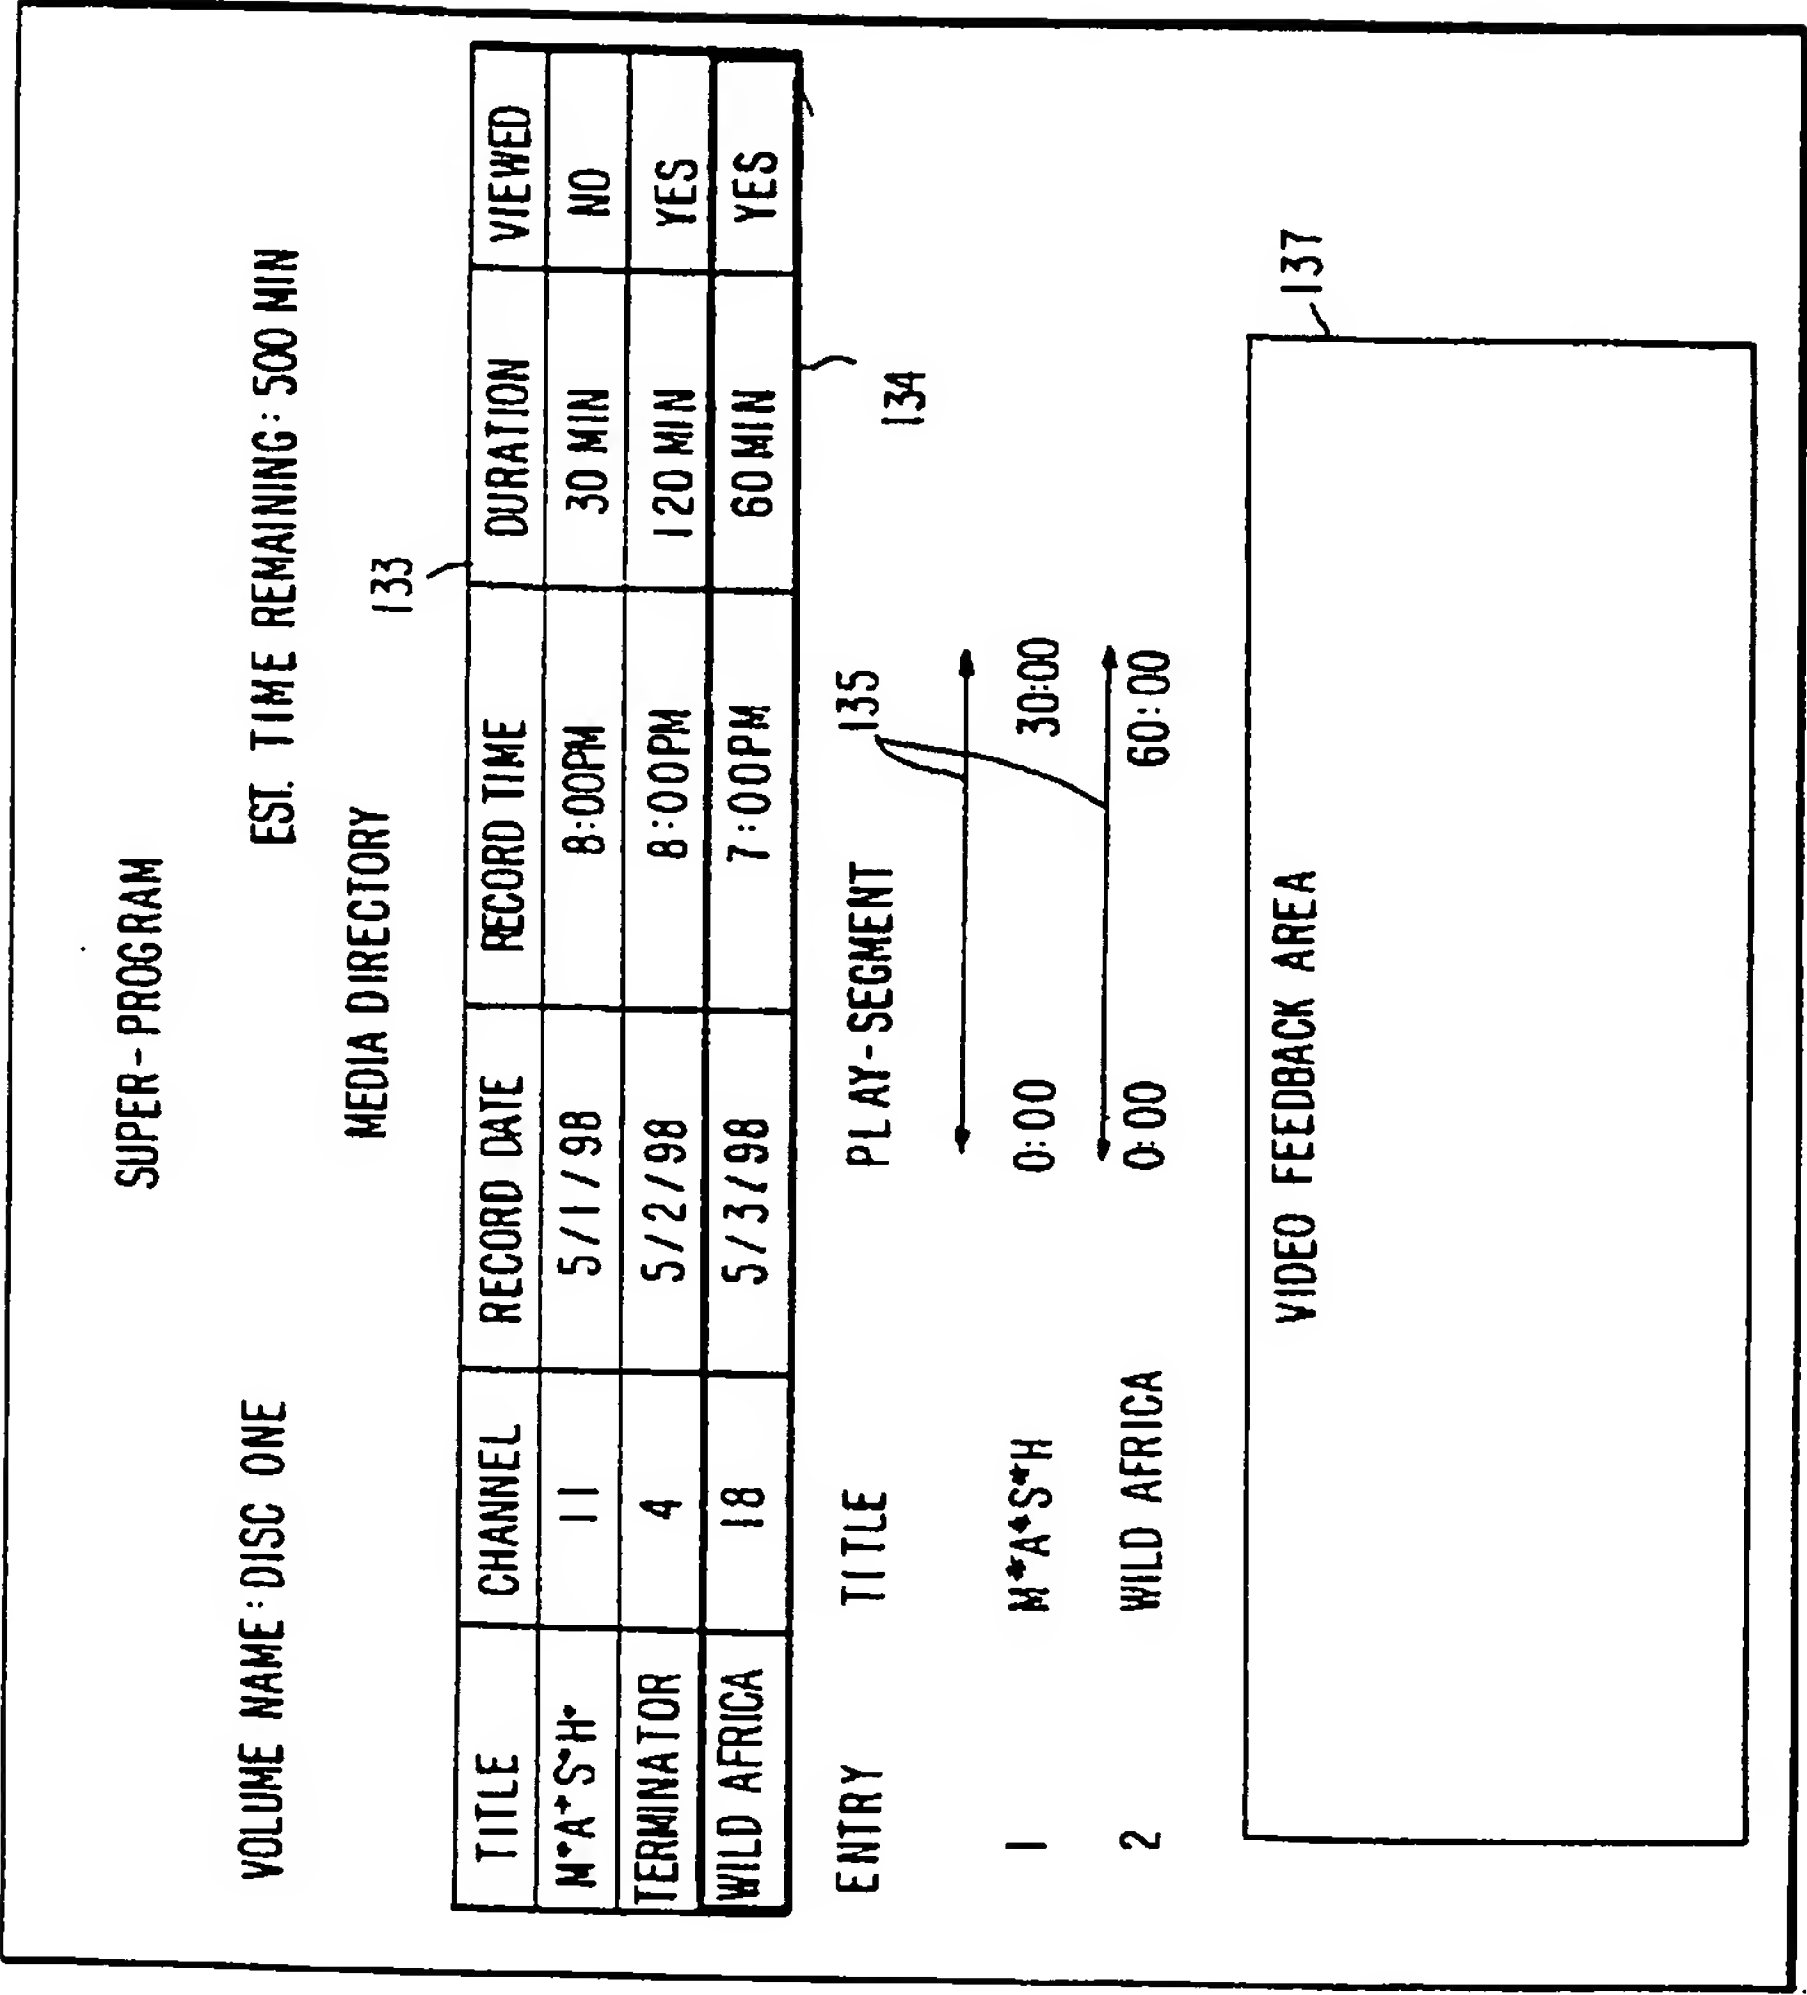 SUPER-PROGRAM
VOLUME NAME: DISC ONE EST. TIME REMAINING: 500 MIN
MEDIA DIRECTORY
133
TITLE CHANNEL RECORD DATE RECORD TIME DURATION VIEWED
M*A*S*H* 11 5/1/98 8:00PM 30 MIN NO
TERMINATOR 4 5/2/98 8:00PM 120 MIN YES
WILD AFRICA 18 5/3/98 7:00PM 60 MIN YES
134
135
ENTRY TITLE PLAY-SEGMENT
1 M*A*S*H 0:00 30:00
2 WILD AFRICA 0:00 60:00
137
VIDEO FEEDBACK AREA